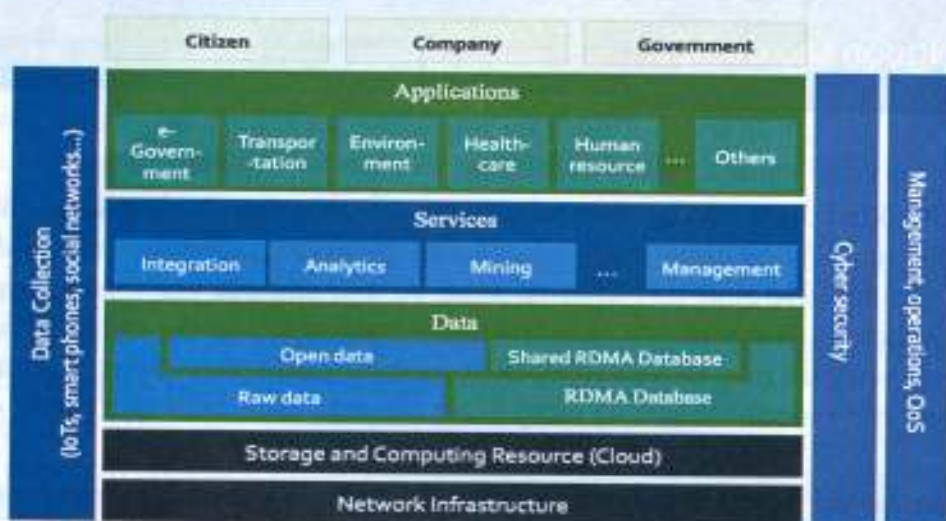 Citizen
Company
Government
Data Collection
(IoTs, smartphones, social networks...)
Applications
e-
Govern-
ment
Transpor
-tation
Environ-
ment
Health-
care
Human
resource
...
Others
Services
Integration
Analytics
Mining
...
Management
Data
Open data
Shared RDMA Database
Raw data
RDMA Database
Storage and Computing Resource (Cloud)
Network Infrastructure
Cyber security
Management, operations, QoS